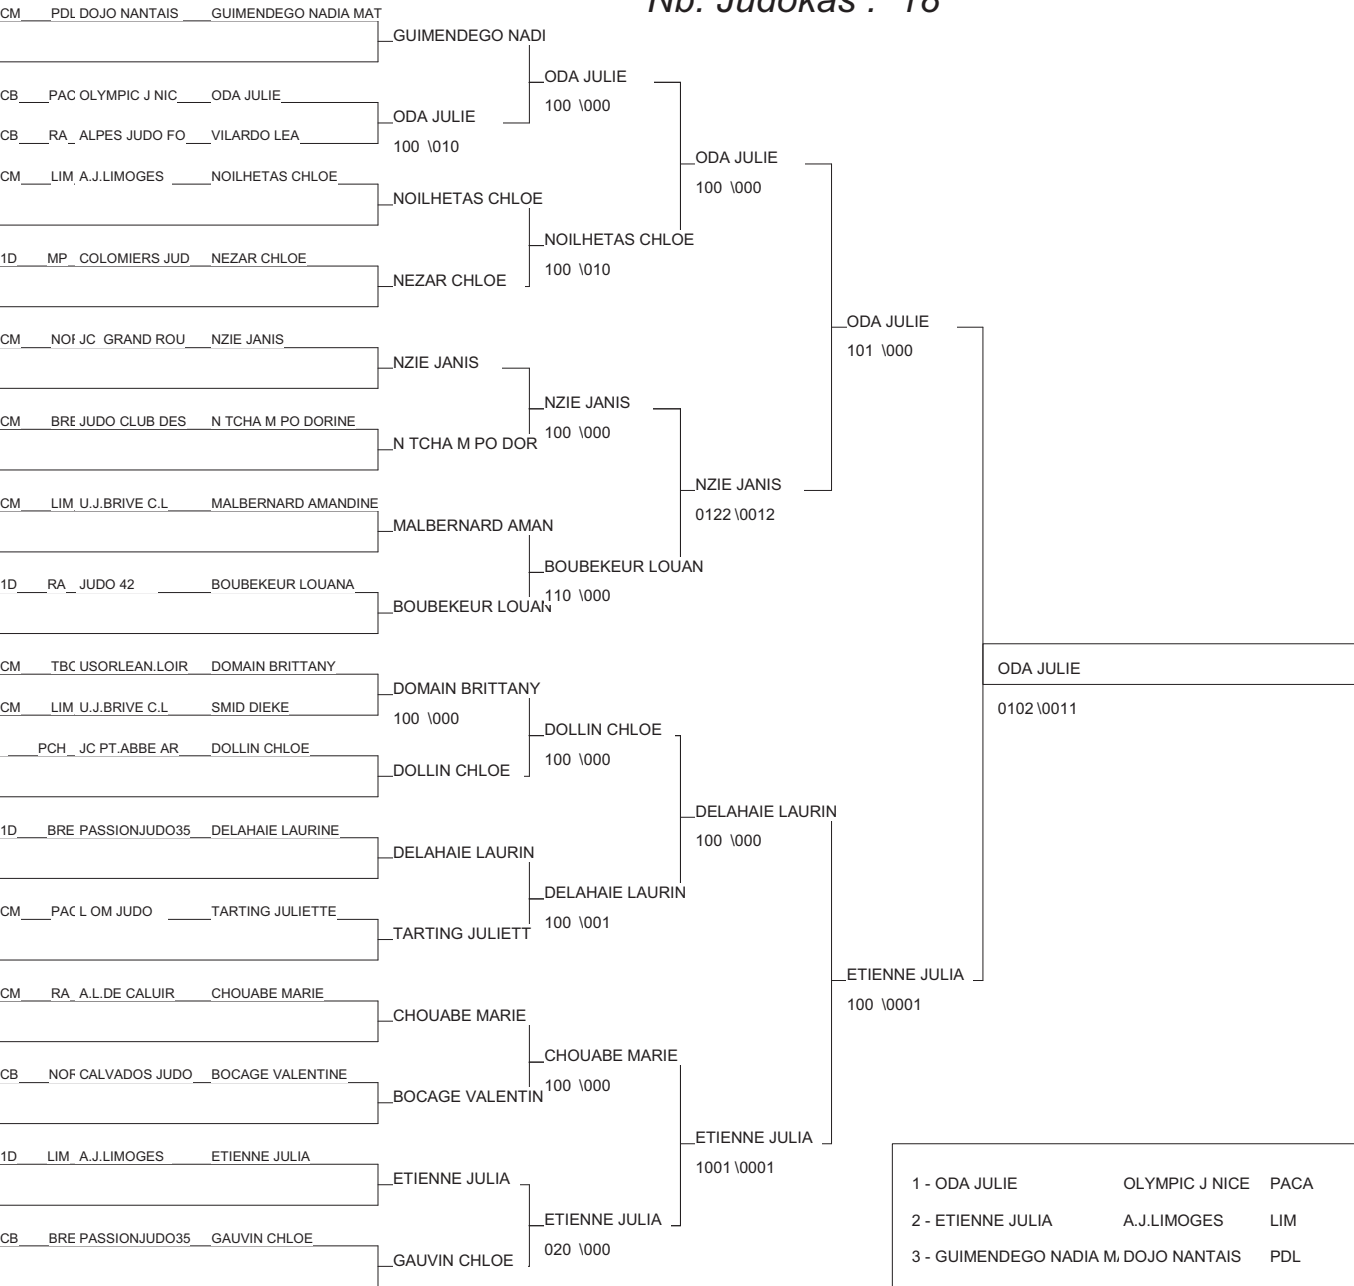 Nb. Judokas : 18
CM PDL DOJO NANTAIS GUIMENDEGO NADIA MAT
GUIMENDEGO NADI
ODA JULIE
100 \000
CB PAC OLYMPIC J NIC ODA JULIE
ODA JULIE
100 \010
CB RA ALPES JUDO FO VILARDO LEA
ODA JULIE
100 \000
CM LIM A.J.LIMOGES NOILHETAS CHLOE
NOILHETAS CHLOE
NOILHETAS CHLOE
100 \010
1D MP COLOMIERS JUD NEZAR CHLOE
NEZAR CHLOE
ODA JULIE
101 \000
CM NOR JC GRAND ROU NZIE JANIS
NZIE JANIS
NZIE JANIS
100 \000
CM BRE JUDO CLUB DES N TCHA M PO DORINE
N TCHA M PO DOR
NZIE JANIS
0122 \0012
CM LIM U.J.BRIVE C.L MALBERNARD AMANDINE
MALBERNARD AMAN
BOUBEKEUR LOUAN
110 \000
1D RA JUDO 42 BOUBEKEUR LOUANA
BOUBEKEUR LOUAN
ODA JULIE
0102 \0011
CM TBO USORLEAN.LOIR DOMAIN BRITTANY
DOMAIN BRITTANY
100 \000
CM LIM U.J.BRIVE C.L SMID DIEKE
DOLLIN CHLOE
100 \000
PCH JC PT.ABBE AR DOLLIN CHLOE
DOLLIN CHLOE
DELAHAIE LAURIN
100 \000
1D BRE PASSIONJUDO35 DELAHAIE LAURINE
DELAHAIE LAURIN
DELAHAIE LAURIN
100 \001
CM PAC L OM JUDO TARTING JULIETTE
TARTING JULIETT
ETIENNE JULIA
100 \0001
CM RA A.L.DE CALUIR CHOUABE MARIE
CHOUABE MARIE
CHOUABE MARIE
100 \000
CB NOR CALVADOS JUDO BOCAGE VALENTINE
BOCAGE VALENTIN
ETIENNE JULIA
1001 \0001
1D LIM A.J.LIMOGES ETIENNE JULIA
ETIENNE JULIA
ETIENNE JULIA
020 \000
CB BRE PASSIONJUDO35 GAUVIN CHLOE
GAUVIN CHLOE
1 - ODA JULIE OLYMPIC J NICE PACA
2 - ETIENNE JULIA A.J.LIMOGES LIM
3 - GUIMENDEGO NADIA M DOJO NANTAIS PDL